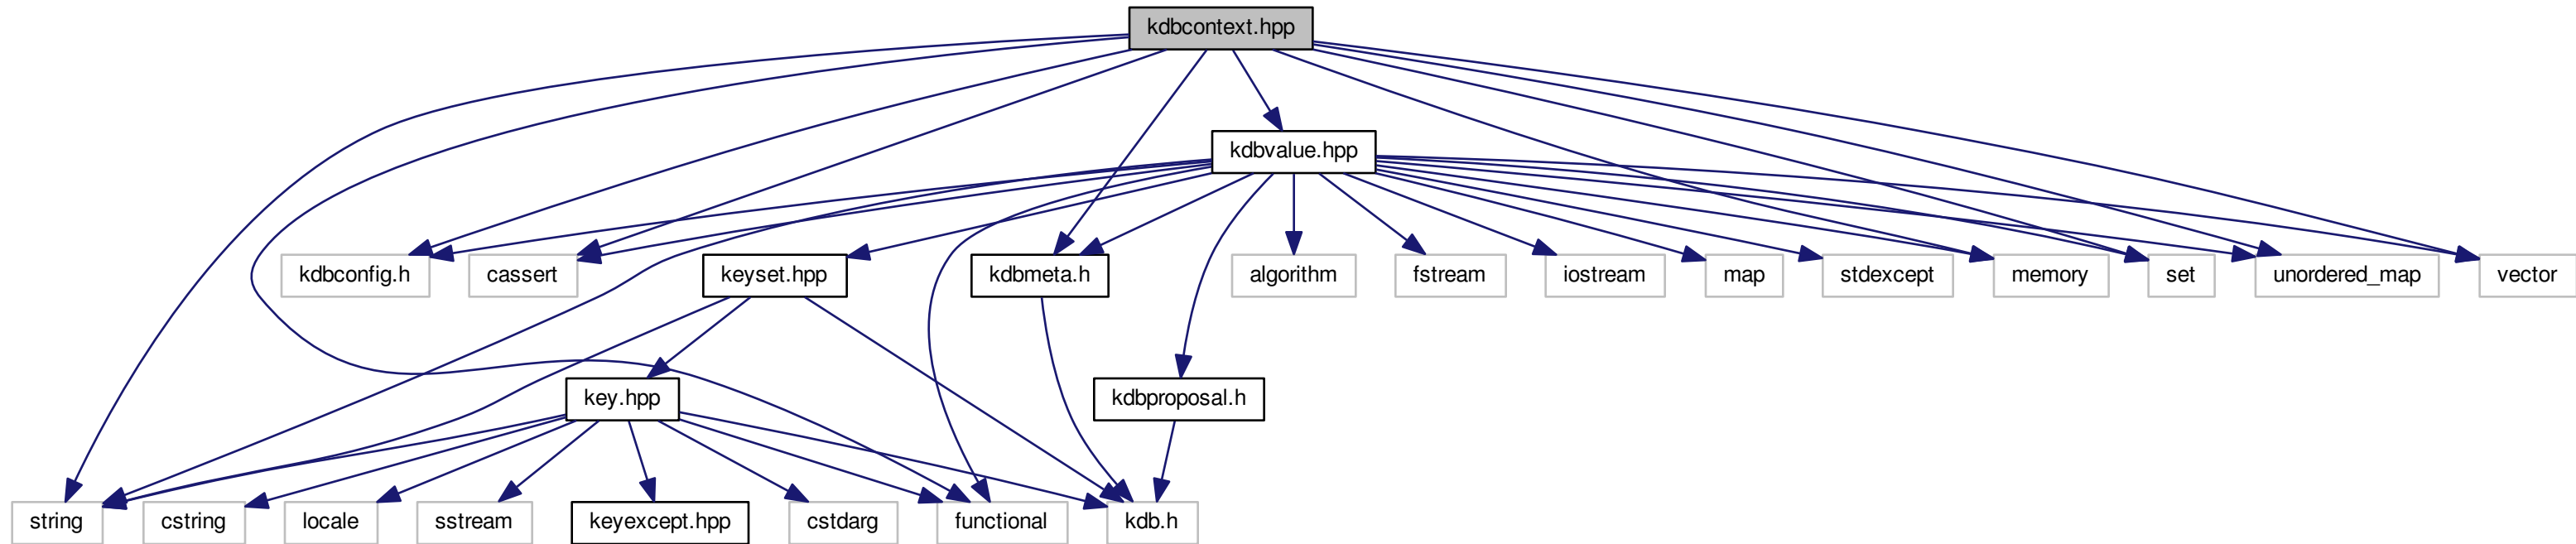 kdbcontext.hpp
kdbvalue.hpp
kdbconfig.h
cassert
keyset.hpp
kdbmeta.h
algorithm
fstream
iostream
map
stdexcept
memory
set
unordered_map
vector
key.hpp
kdbproposal.h
string
cstring
locale
sstream
keyexcept.hpp
cstdarg
functional
kdb.h